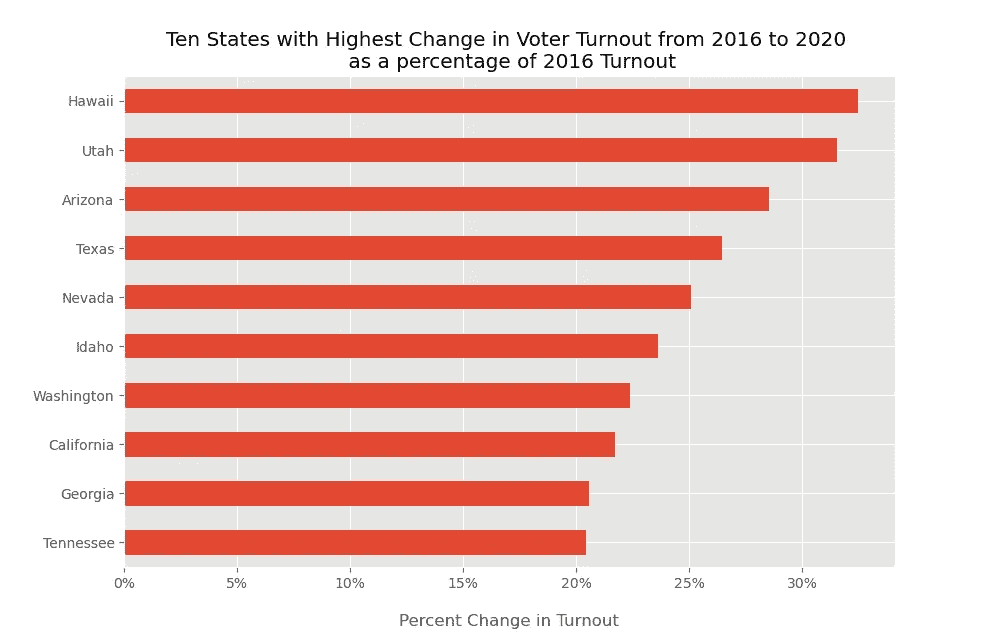 Ten States with Highest Change in Voter Turnout from 2016 to 2020
as a percentage of 2016 Turnout
Hawaii
Utah
Arizona
Texas
Nevada
Idaho
Washington
California
Georgia
Tennessee
0% 5% 10% 15% 20% 25% 30%
Percent Change in Turnout